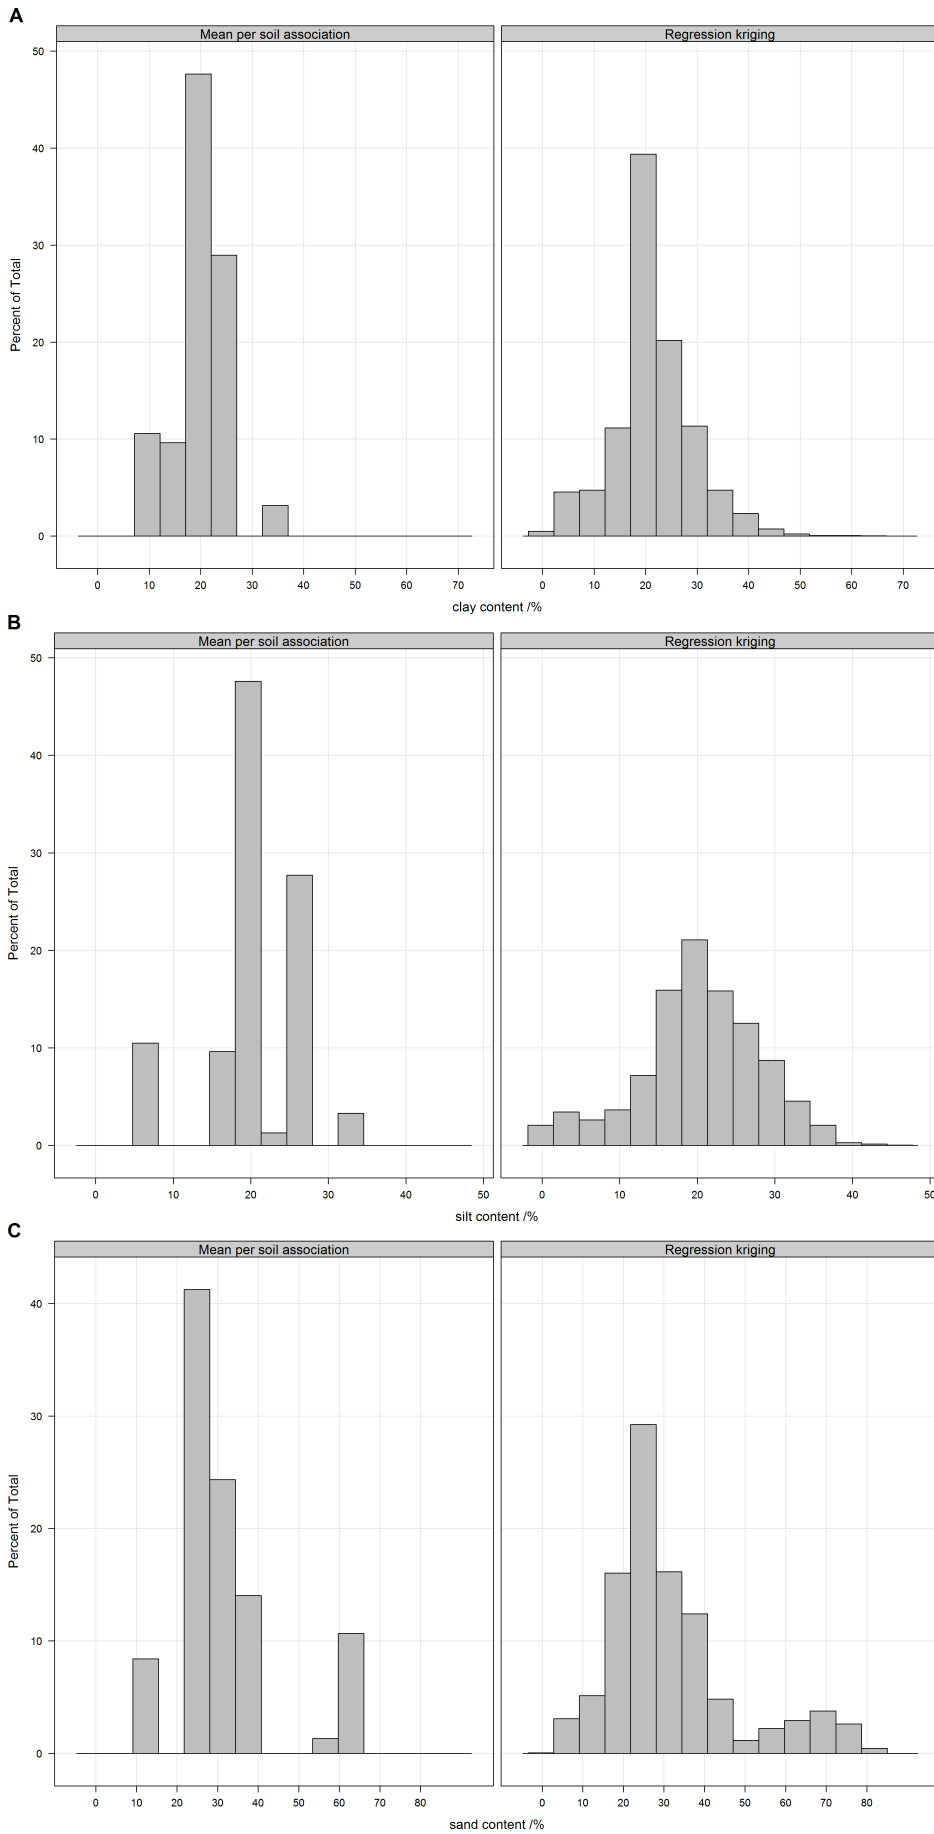 A
Mean per soil association Regression kriging
50
40
30
20
10
0
Percent of Total
0 10 20 30 40 50 60 70 0 10 20 30 40 50 60 70
clay content /%
B
Mean per soil association Regression kriging
50
40
30
20
10
0
Percent of Total
0 10 20 30 40 50 0 10 20 30 40 50
silt content /%
C
Mean per soil association Regression kriging
40
30
20
10
0
Percent of Total
0 10 20 30 40 50 60 70 80 0 10 20 30 40 50 60 70 80
sand content /%